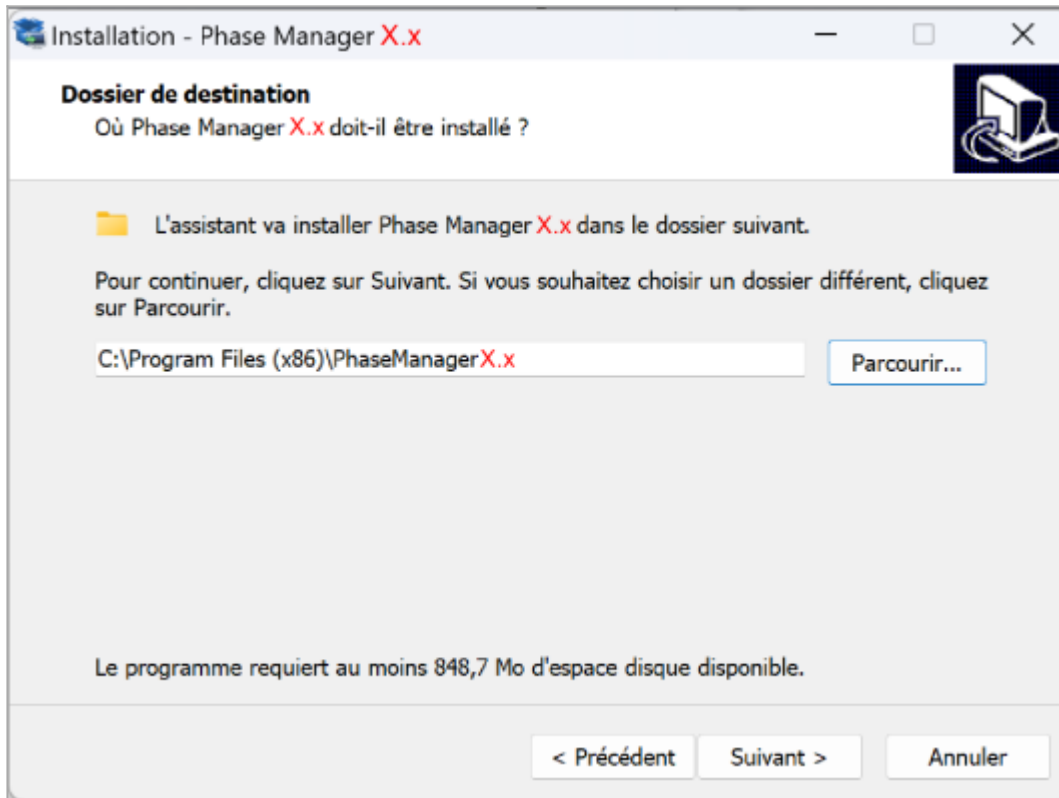 Installation - Phase Manager X.x
Dossier de destination
Où Phase Manager X.x doit-il être installé ?
L'assistant va installer Phase Manager X.x dans le dossier suivant.
Pour continuer, cliquez sur Suivant. Si vous souhaitez choisir un dossier différent, cliquez
sur Parcourir.
C:\Program Files (x86)\PhaseManagerX.x
Parcourir...
Le programme requiert au moins 848,7 Mo d'espace disque disponible.
< Précédent
Suivant >
Annuler